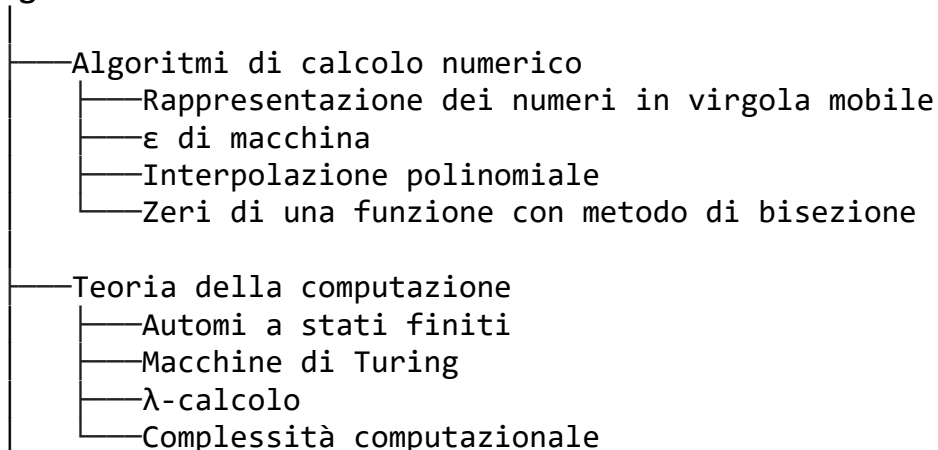 Algoritmi di calcolo numerico
Rappresentazione dei numeri in virgola mobile
ε di macchina
Interpolazione polinomiale
Zeri di una funzione con metodo di bisezione
Teoria della computazione
Automi a stati finiti
Macchine di Turing
λ-calcolo
Complessità computazionale